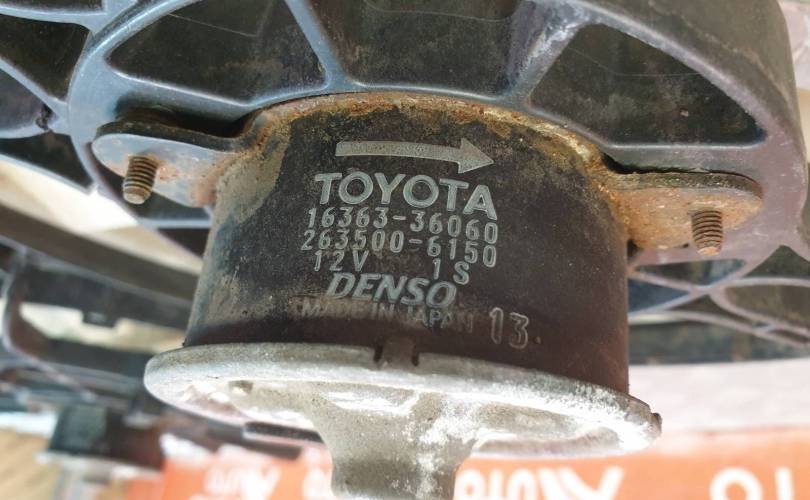 TOYOTA
16363-36060
263500-6150
12V 1S
DENSO
MADE IN JAPAN 13